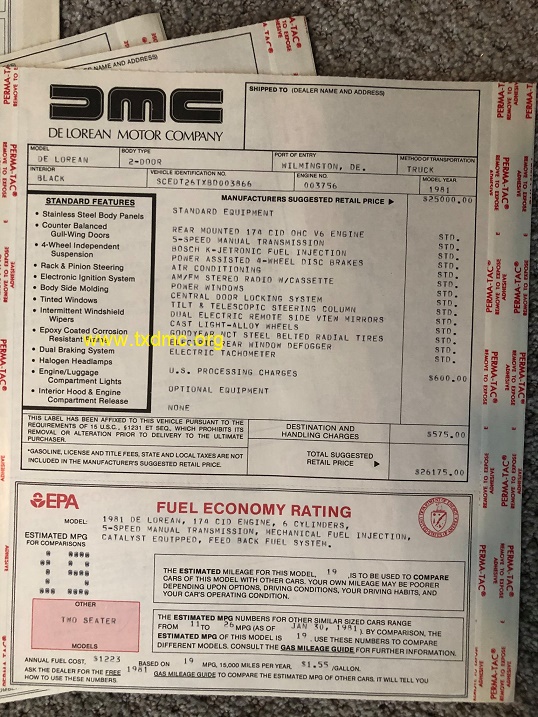 MAKE AND ADDRESS)
NAME AND ADDRESS)
PERMA-TAC®
REMOVE TO EXPOSE
ADHESIVE
DMC
DE LOREAN MOTOR COMPANY
SHIPPED TO (DEALER NAME AND ADDRESS)
MODEL BODY TYPE PORT OF ENTRY METHOD OF TRANSPORTATION
DE LOREAN 2-DOOR WILMINGTON, DE. TRUCK
INTERIOR VEHICLE IDENTIFICATION NO. ENGINE NO. MODEL YEAR
BLACK SCEDT26TXBD003866 003756 1981
MANUFACTURERS SUGGESTED RETAIL PRICE ▶ $25000.00
STANDARD FEATURES
• Stainless Steel Body Panels
• Counter Balanced
Gull-Wing Doors
• 4-Wheel Independent
Suspension
• Rack & Pinion Steering
• Electronic Ignition System
• Body Side Molding
• Tinted Windows
• Intermittent Windshield
Wipers
• Epoxy Coated Corrosion
Resistant
• Dual Braking System
• Halogen Headlamps
• Engine/Luggage
Compartment Lights
• Interior Hood & Engine
Compartment Release
STANDARD EQUIPMENT
REAR MOUNTED 174 CID OHC V6 ENGINE STD.
5-SPEED MANUAL TRANSMISSION STD.
BOSCH K-JETRONIC FUEL INJECTION STD.
POWER ASSISTED 4-WHEEL DISC BRAKES STD.
AIR CONDITIONING STD.
AM/FM STEREO RADIO W/CASSETTE STD.
POWER WINDOWS STD.
CENTRAL DOOR LOCKING SYSTEM STD.
TILT & TELESCOPIC STEERING COLUMN STD.
DUAL ELECTRIC REMOTE SIDE VIEW MIRRORS STD.
CAST LIGHT-ALLOY WHEELS STD.
GOODYEAR NCT STEEL BELTED RADIAL TIRES STD.
REAR WINDOW DEFOGGER STD.
ELECTRIC TACHOMETER STD.
U.S. PROCESSING CHARGES $600.00
OPTIONAL EQUIPMENT
NONE
www.txdmc.org
THIS LABEL HAS BEEN AFFIXED TO THIS VEHICLE PURSUANT TO THE
REQUIREMENTS OF 15 U.S.C., §1231 ET SEQ., WHICH PROHIBITS ITS
REMOVAL OR ALTERATION PRIOR TO DELIVERY TO THE ULTIMATE
PURCHASER.
DESTINATION AND
HANDLING CHARGES ▶ $575.00
*GASOLINE, LICENSE AND TITLE FEES, STATE AND LOCAL TAXES ARE NOT
INCLUDED IN THE MANUFACTURER'S SUGGESTED RETAIL PRICE.
TOTAL SUGGESTED
RETAIL PRICE ▶ $26175.00
EPA
FUEL ECONOMY RATING
MODEL: 1981 DE LOREAN, 174 CID ENGINE, 6 CYLINDERS,
5-SPEED MANUAL TRANSMISSION, MECHANICAL FUEL INJECTION,
CATALYST EQUIPPED, FEED BACK FUEL SYSTEM.
ESTIMATED MPG
FOR COMPARISONS
19
THE ESTIMATED MILEAGE FOR THIS MODEL, 19 IS TO BE USED TO COMPARE
CARS OF THIS MODEL WITH OTHER CARS, YOUR OWN MILEAGE MAY BE POORER
DEPENDING UPON OPTIONS, DRIVING CONDITIONS, YOUR DRIVING HABITS, AND
YOUR CAR'S OPERATING CONDITION.
OTHER
TWO SEATER
MODELS
THE ESTIMATED MPG NUMBERS FOR OTHER SIMILAR SIZED CARS RANGE
FROM 11 TO 26 MPG (AS OF JAN 30, 1981). BY COMPARISON, THE
ESTIMATED MPG OF THIS MODEL IS 19. USE THESE NUMBERS TO COMPARE
DIFFERENT MODELS. CONSULT THE GAS MILEAGE GUIDE FOR FURTHER INFORMATION.
ANNUAL FUEL COST, $1223 BASED ON 19 MPG, 15,000 MILES PER YEAR, $1.55 /GALLON.
ASK THE DEALER FOR THE FREE 1981 GAS MILEAGE GUIDE TO COMPARE THE ESTIMATED MPG OF OTHER CARS, IT WILL TELL YOU
HOW TO USE THESE NUMBERS.